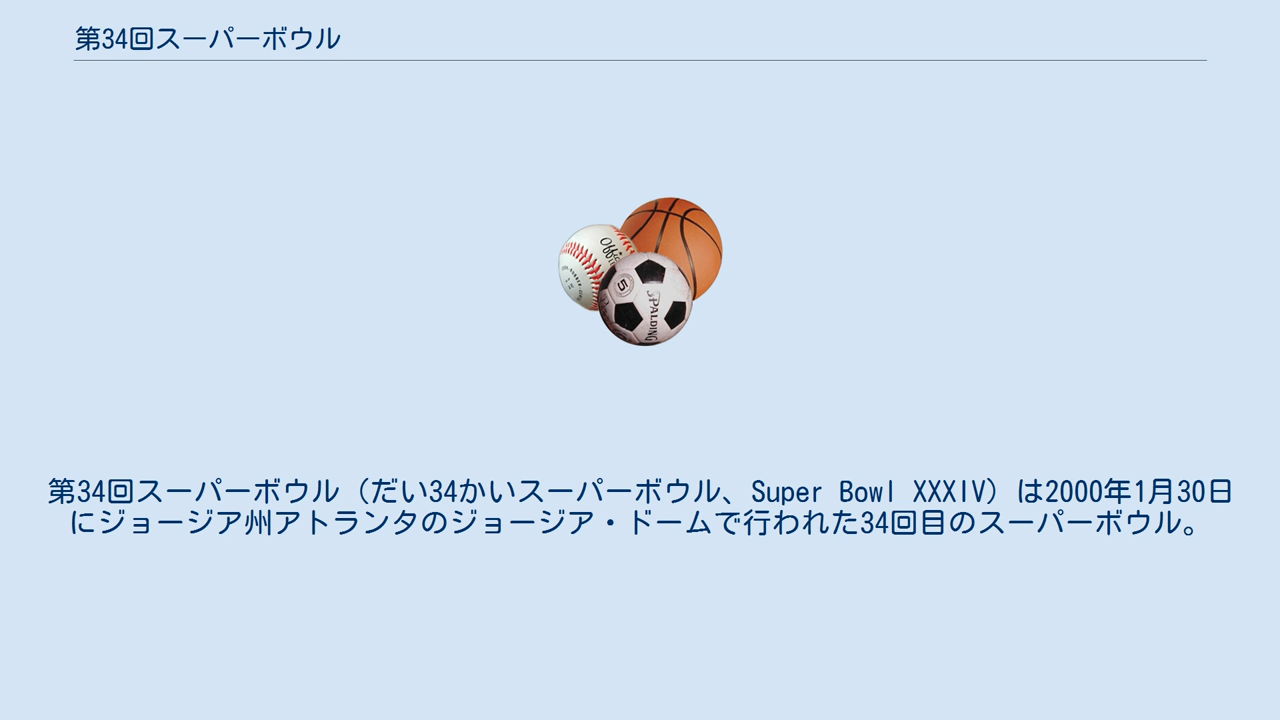 第34回スーパーボウル
Offici
5
SPALDING
第34回スーパーボウル（だい34かいスーパーボウル、Super Bowl XXXIV）は2000年1月30日
にジョージア州アトランタのジョージア・ドームで行われた34回目のスーパーボウル。